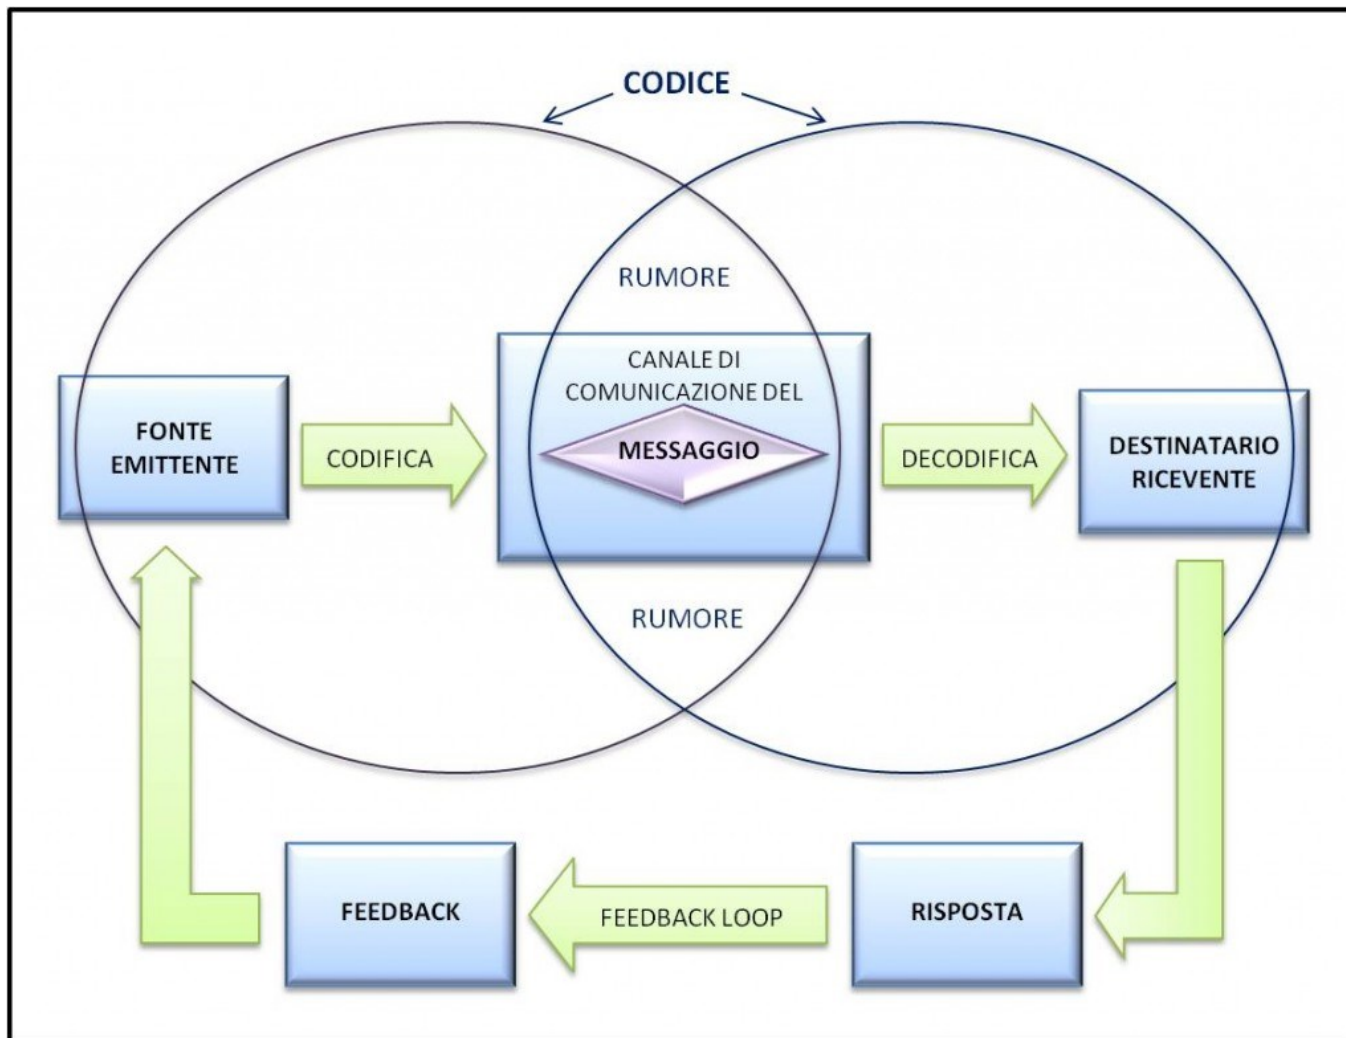 CODICE
RUMORE
CANALE DI
COMUNICAZIONE DEL
MESSAGGIO
FONTE
EMITTENTE
CODIFICA
DECODIFICA
DESTINATARIO
RICEVENTE
RUMORE
FEEDBACK
FEEDBACK LOOP
RISPOSTA